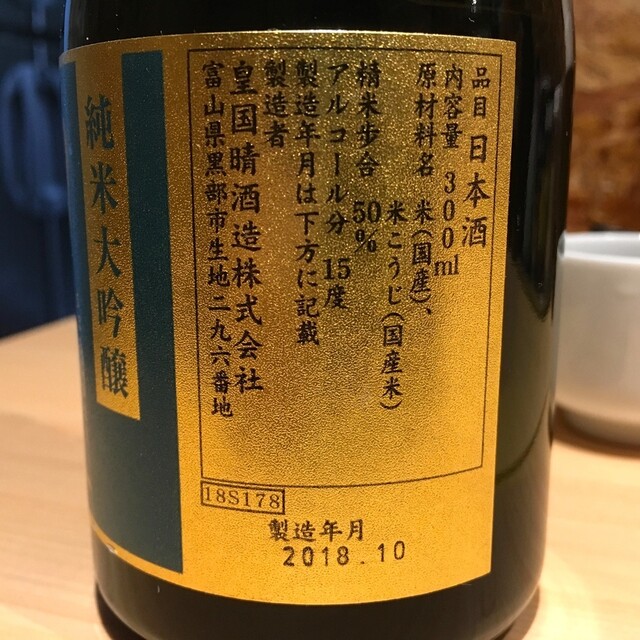 品目 日本酒
内容量 300ml
原材料名 米(国産)、
米こうじ(国産米)
精米歩合 50%
アルコール分 15度
製造年月は下方に記載
製造者
皇国晴酒造株式会社
富山県黒部市生地二九六番地
純米大吟醸
18S178
製造年月
2018.10